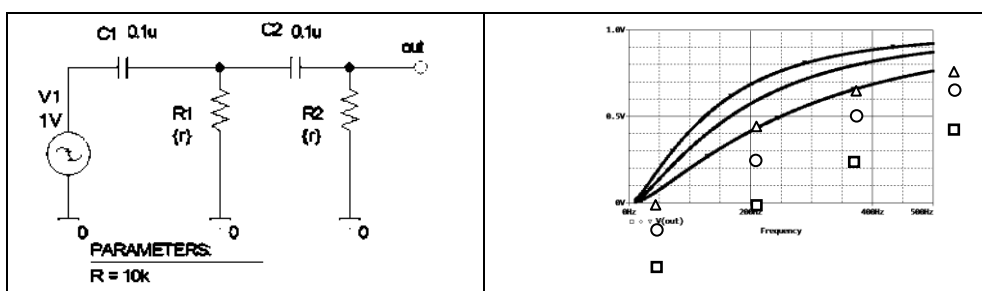 C1 0.1u
C2 0.1u
out
V1
1V
R1
{r}
R2
{r}
0
0
0
PARAMETERS:
R = 10k
1.0V
0.5V
0V
0Hz
200Hz
400Hz
500Hz
V(out)
Frequency